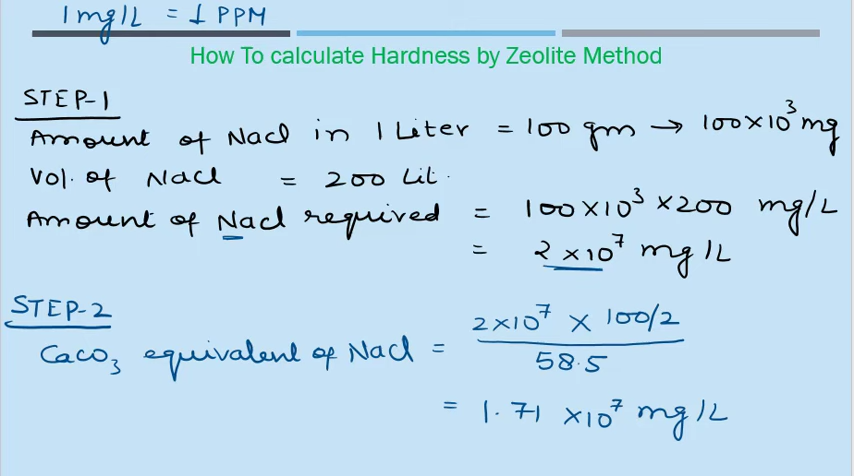 1 mg/L = 1 PPM
How To calculate Hardness by Zeolite Method
STEP-1
Amount of Nacl in 1 Liter = 100 gm → 100×10³ mg
Vol. of Nacl = 200 Lit.
Amount of Nacl required = 100×10³ ×200 mg/L
= 2×10⁷ mg/L
STEP-2
CaCO₃ equivalent of Nacl = 2×10⁷ × 100/2
58.5
= 1.71 ×10⁷ mg/L